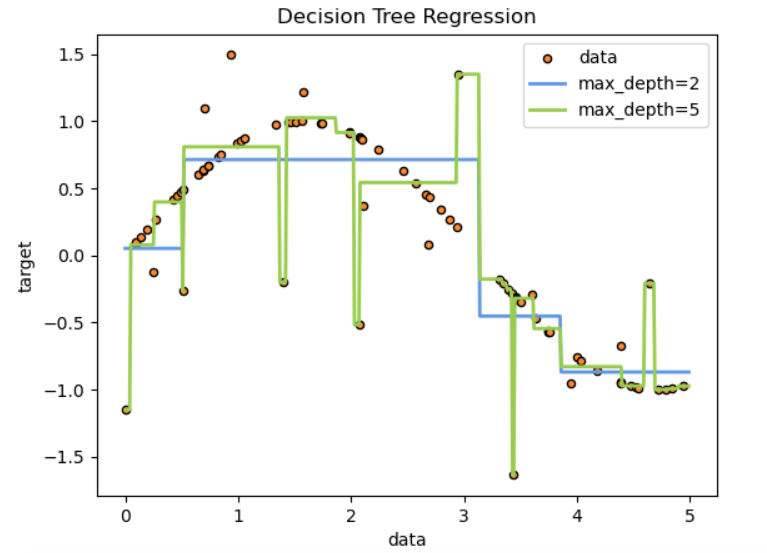 Decision Tree Regression
data
max_depth=2
max_depth=5
target
1.5
1.0
0.5
0.0
−0.5
−1.0
−1.5
0 1 2 3 4 5
data